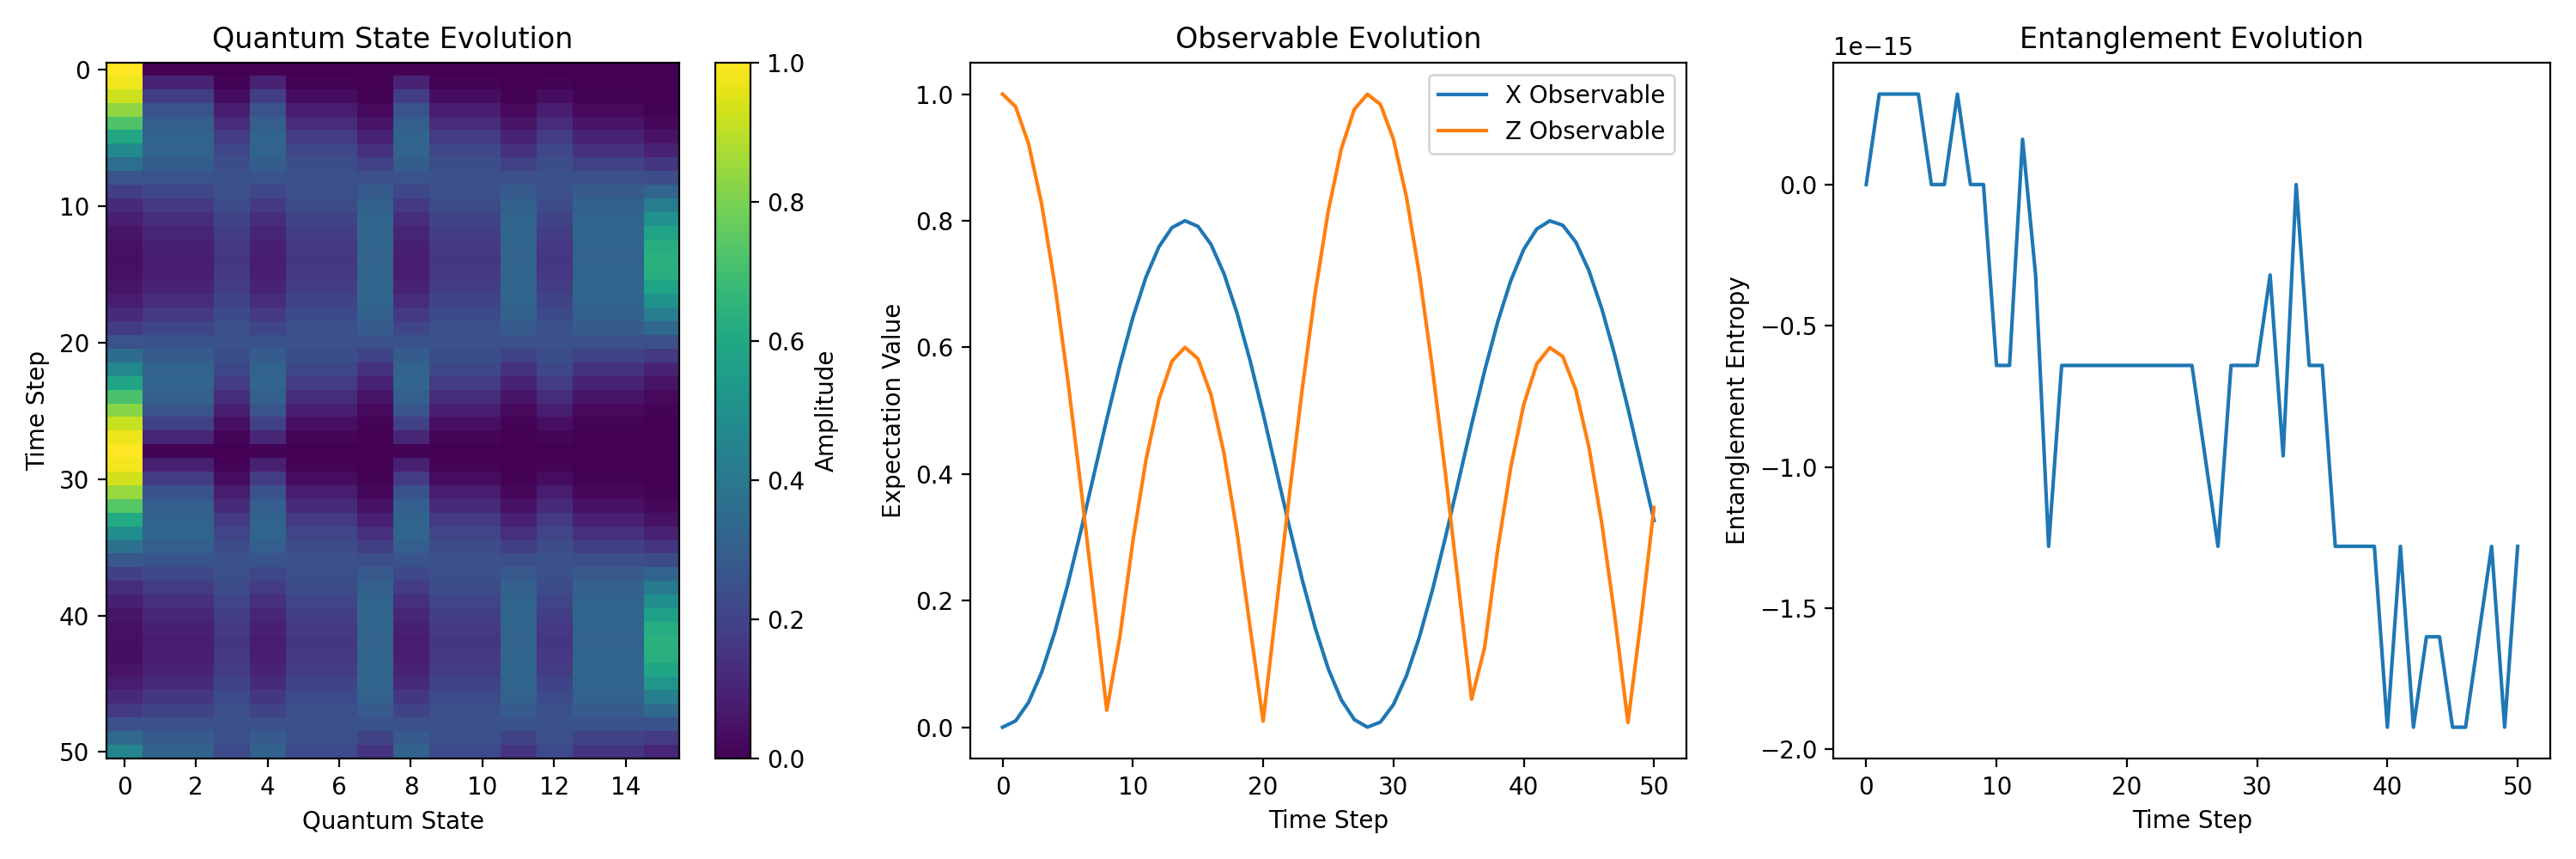 Quantum State Evolution
0
10
20
30
40
50
Time Step
0 2 4 6 8 10 12 14
Quantum State
1.0
0.8
0.6
0.4
0.2
0.0
Amplitude
Observable Evolution
X Observable
Z Observable
1.0
0.8
0.6
0.4
0.2
0.0
Expectation Value
0 10 20 30 40 50
Time Step
Entanglement Evolution
1e−15
0.0
−0.5
−1.0
−1.5
−2.0
Entanglement Entropy
0 10 20 30 40 50
Time Step